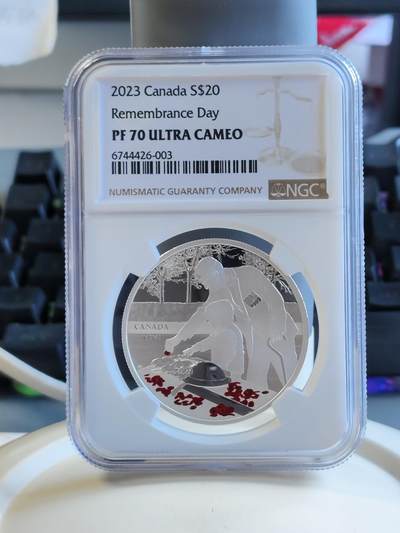 2023 Canada S$20
Remembrance Day
PF 70 ULTRA CAMEO
6744426-003
NUMISMATIC GUARANTY COMPANY NGC®
CANADA